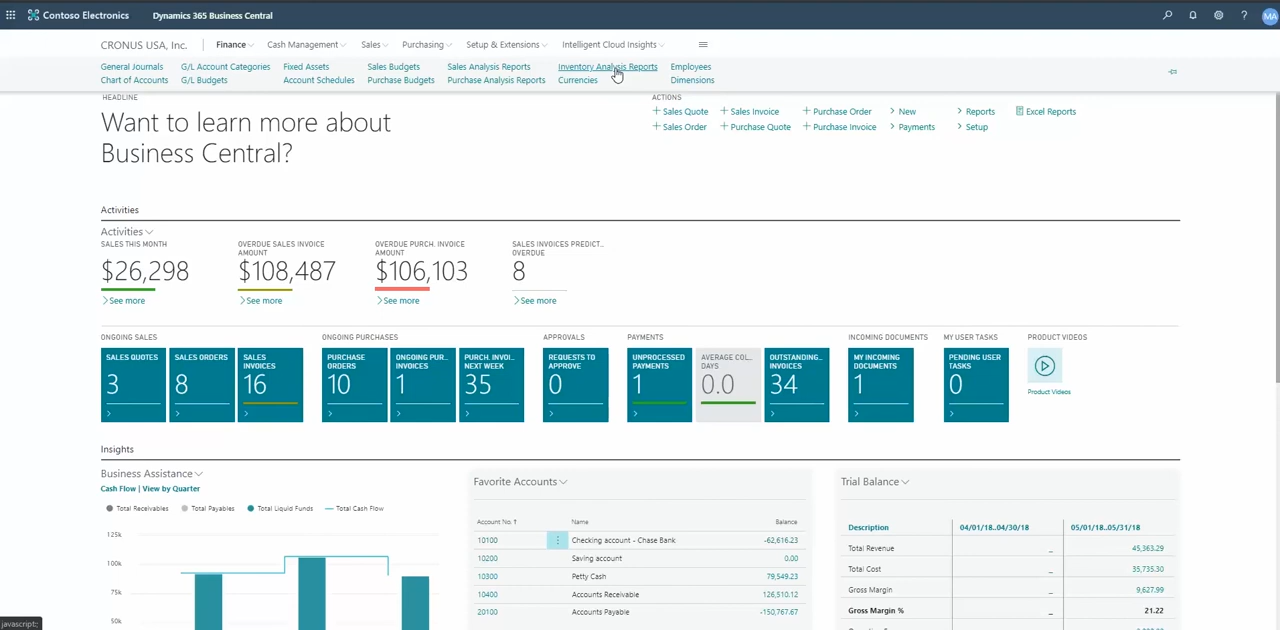 Contoso Electronics Dynamics 365 Business Central MA
CRONUS USA, Inc. Finance Cash Management Sales Purchasing Setup & Extensions Intelligent Cloud Insights
General Journals G/L Account Categories Fixed Assets Sales Budgets Sales Analysis Reports Inventory Analysis Reports Employees
Chart of Accounts G/L Budgets Account Schedules Purchase Budgets Purchase Analysis Reports Currencies Dimensions
HEADLINE
Want to learn more about
Business Central?
ACTIONS
+ Sales Quote + Sales Invoice + Purchase Order > New > Reports Excel Reports
+ Sales Order + Purchase Quote + Purchase Invoice > Payments > Setup
Activities
Activities
SALES THIS MONTH
$26,298
>See more
OVERDUE SALES INVOICE
AMOUNT
$108,487
>See more
OVERDUE PURCH. INVOICE
AMOUNT
$106,103
>See more
SALES INVOICES PREDICT...
OVERDUE
8
>See more
ONGOING SALES
SALES QUOTES
3
SALES ORDERS
8
SALES
INVOICES
16
ONGOING PURCHASES
PURCHASE
ORDERS
10
ONGOING PUR...
INVOICES
1
PURCH. INVOI...
NEXT WEEK
35
APPROVALS
REQUESTS TO
APPROVE
0
PAYMENTS
UNPROCESSED
PAYMENTS
1
AVERAGE COL...
DAYS
0.0
OUTSTANDING...
INVOICES
34
INCOMING DOCUMENTS
MY INCOMING
DOCUMENTS
1
MY USER TASKS
PENDING USER
TASKS
0
PRODUCT VIDEOS
Product Videos
Insights
Business Assistance
Cash Flow | View by Quarter
Total Receivables Total Payables Total Liquid Funds Total Cash Flow
125k
100k
75k
50k
Favorite Accounts
Account No. ↑ Name Balance
10100 Checking account - Chase Bank -62,616.23
10200 Saving account 0.00
10300 Petty Cash 79,549.23
10400 Accounts Receivable 126,510.12
20100 Accounts Payable -150,767.67
Trial Balance
Description 04/01/18..04/30/18 05/01/18..05/31/18
Total Revenue _ 45,363.29
Total Cost _ 35,735.30
Gross Margin _ 9,627.99
Gross Margin % _ 21.22
javascript:;